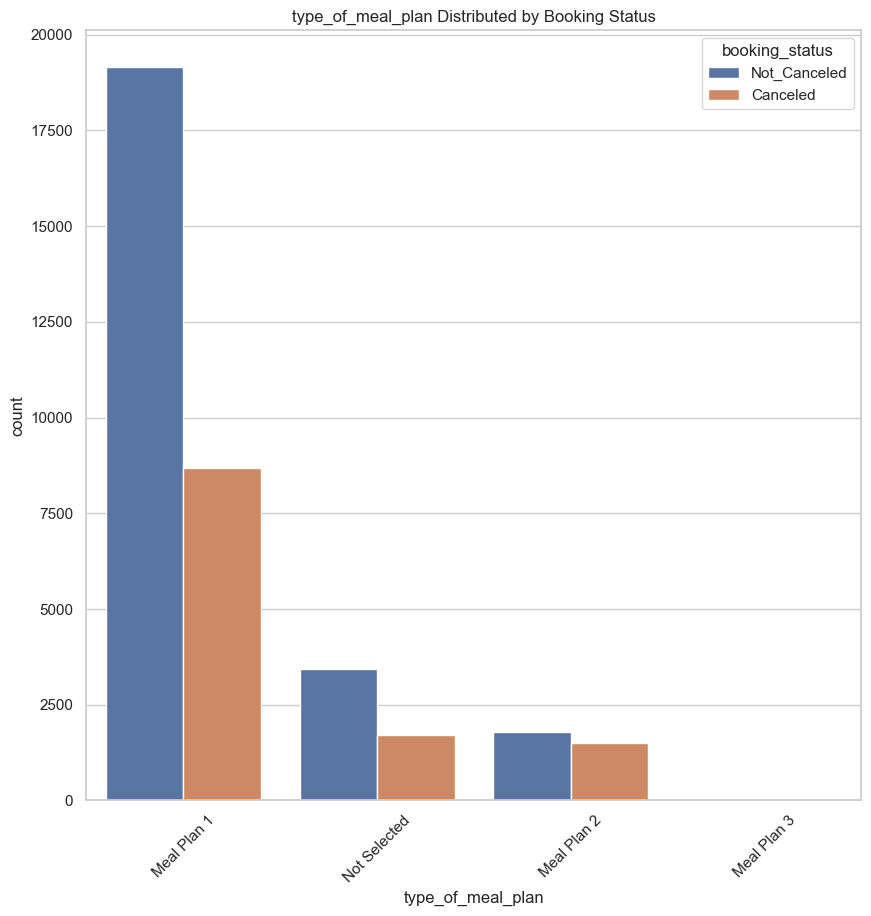 type_of_meal_plan Distributed by Booking Status
booking_status
Not_Canceled
Canceled
count
20000
17500
15000
12500
10000
7500
5000
2500
0
Meal Plan 1
Not Selected
Meal Plan 2
Meal Plan 3
type_of_meal_plan